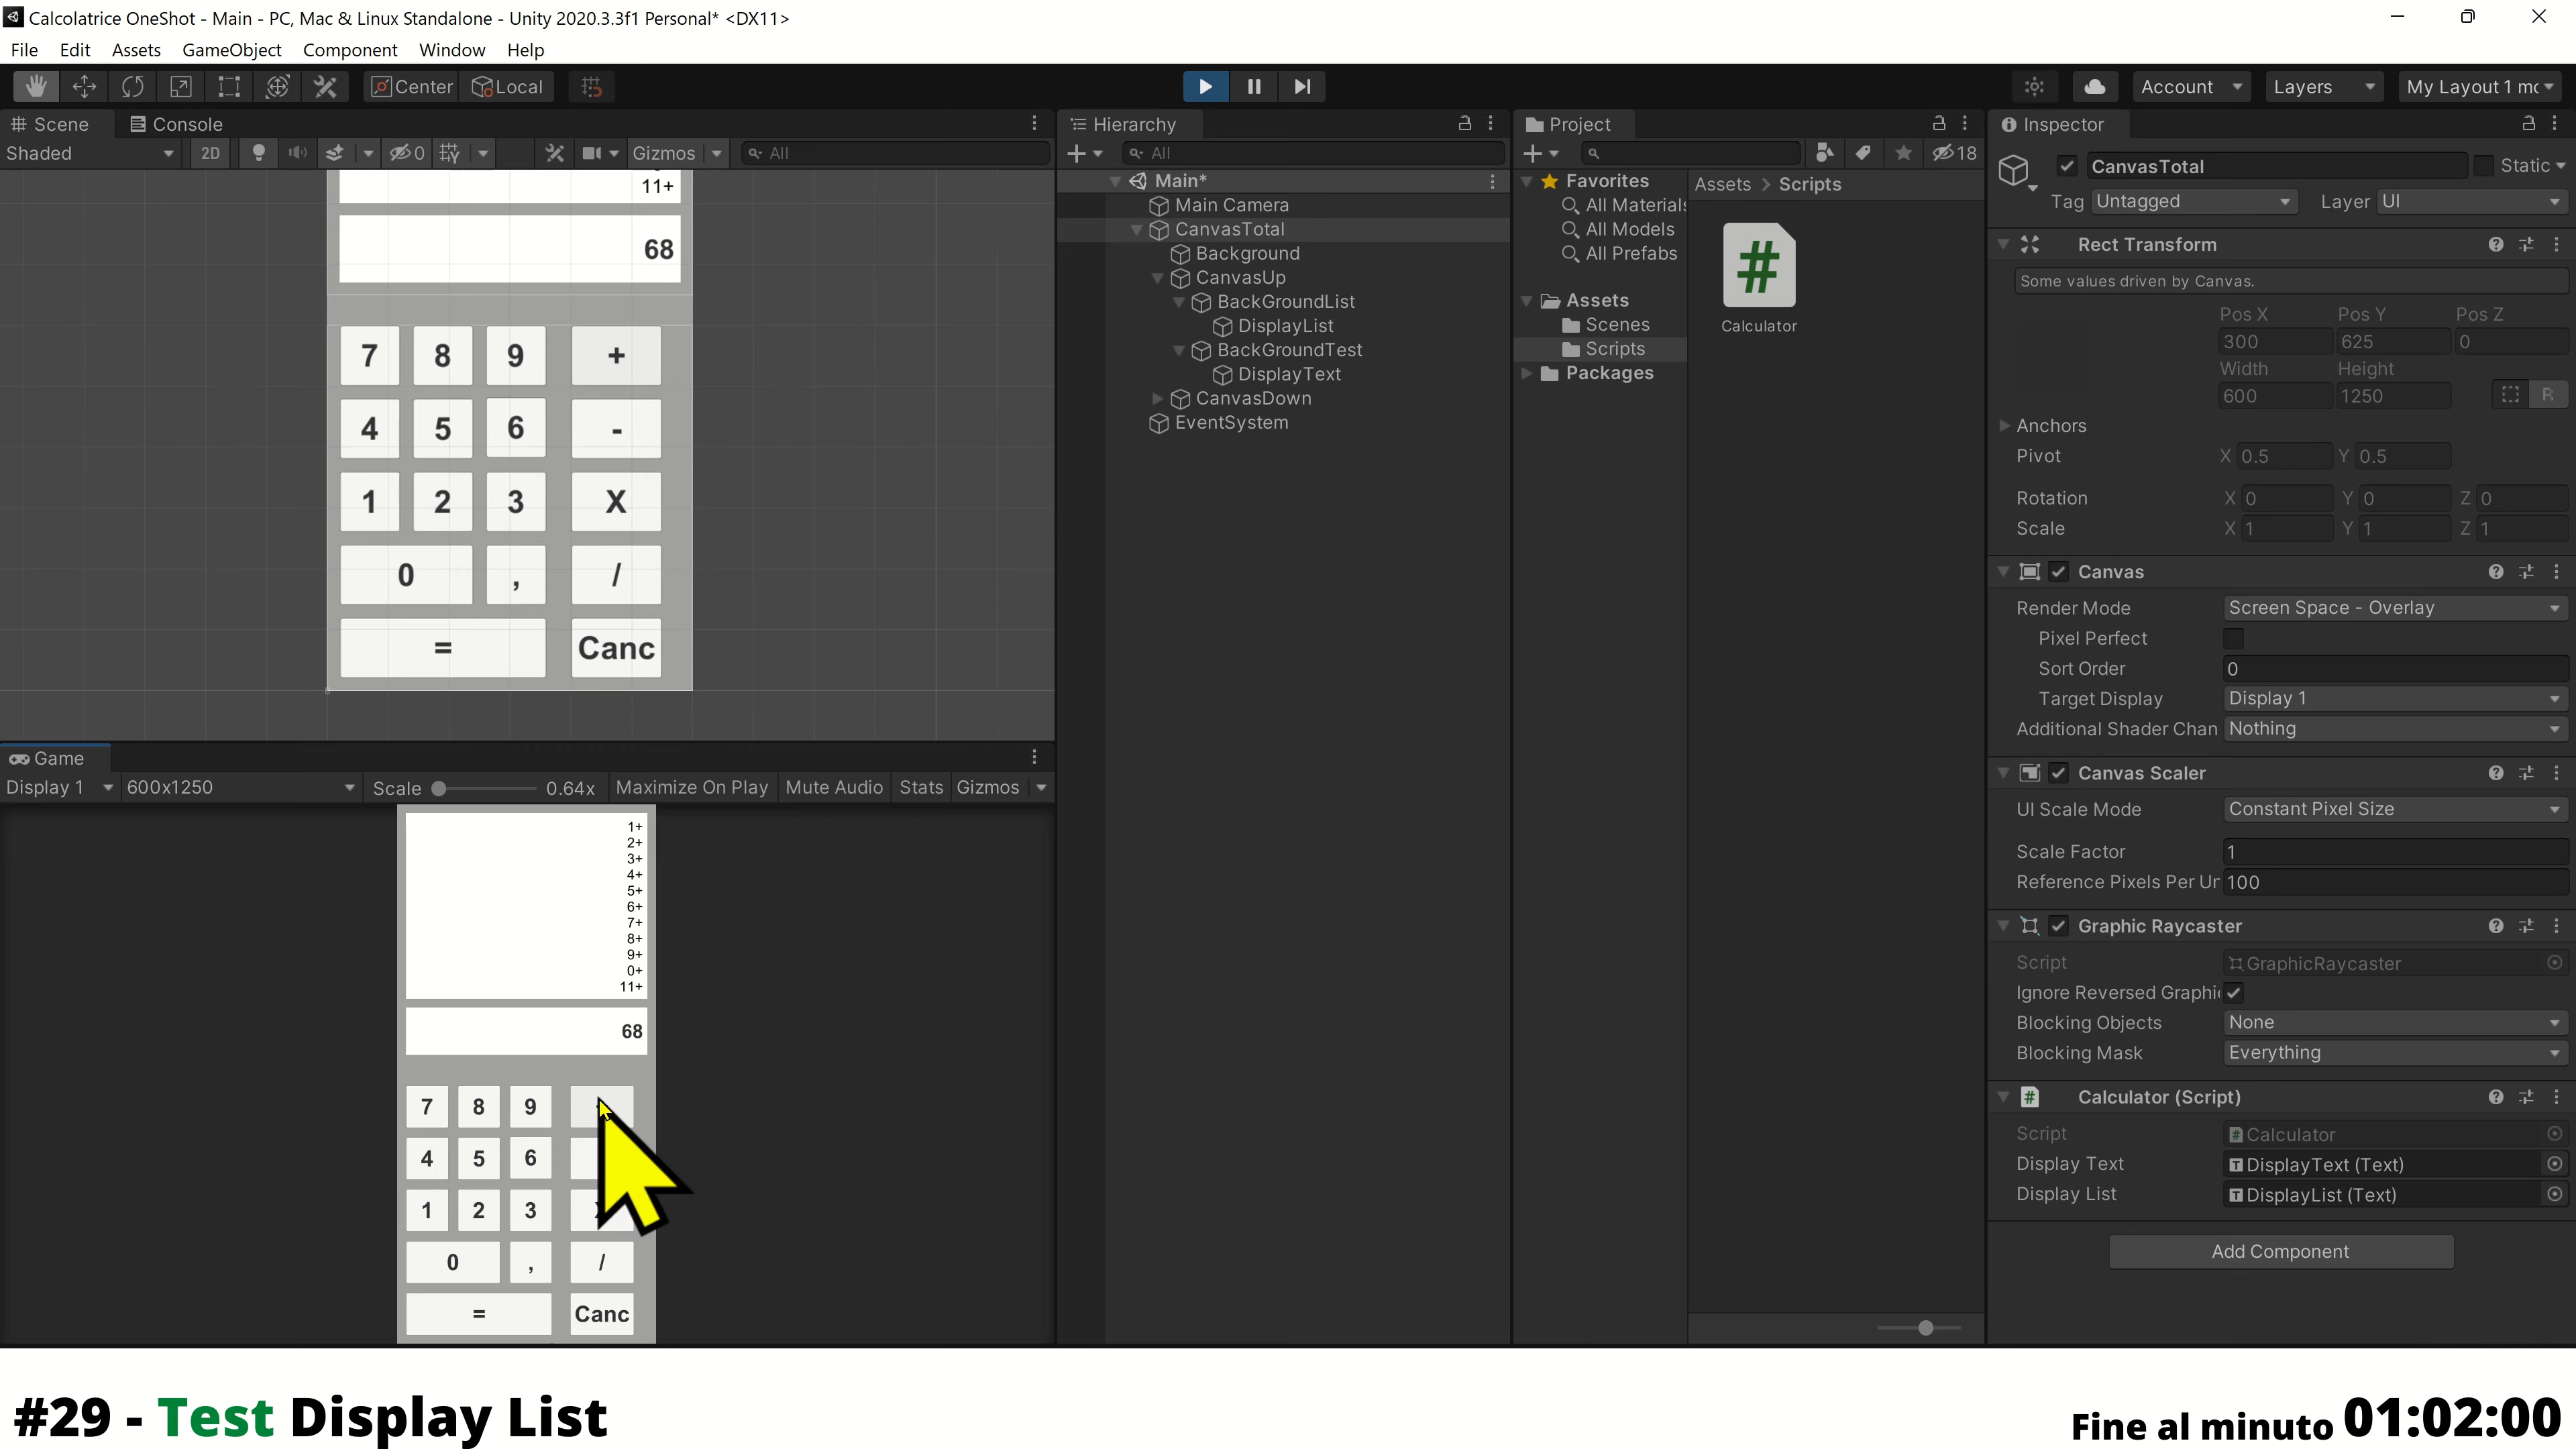 Calcolatrice OneShot - Main - PC, Mac & Linux Standalone - Unity 2020.3.3f1 Personal* <DX11>
File Edit Assets GameObject Component Window Help
Center Local Account Layers My Layout 1 mc
Scene Console
Shaded 2D 0 Gizmos All
11+
68
7 8 9 +
4 5 6 -
1 2 3 X
0 , /
= Canc
Game
Display 1 600x1250 Scale 0.64x Maximize On Play Mute Audio Stats Gizmos
1+
2+
3+
4+
5+
6+
7+
8+
9+
0+
11+
68
7 8 9
4 5 6
1 2 3
0 , /
= Canc
Hierarchy
All
Main*
Main Camera
CanvasTotal
Background
CanvasUp
BackGroundList
DisplayList
BackGroundTest
DisplayText
CanvasDown
EventSystem
Project
18
Favorites
All Materials
All Models
All Prefabs
Assets
Scenes
Scripts
Packages
Assets > Scripts
#
Calculator
Inspector
CanvasTotal Static
Tag Untagged Layer UI
Rect Transform
Some values driven by Canvas.
Pos X Pos Y Pos Z
300 625 0
Width Height
600 1250 R
Anchors
Pivot X 0.5 Y 0.5
Rotation X 0 Y 0 Z 0
Scale X 1 Y 1 Z 1
Canvas
Render Mode Screen Space - Overlay
Pixel Perfect
Sort Order 0
Target Display Display 1
Additional Shader Chan Nothing
Canvas Scaler
UI Scale Mode Constant Pixel Size
Scale Factor 1
Reference Pixels Per Ur 100
Graphic Raycaster
Script GraphicRaycaster
Ignore Reversed Graphi
Blocking Objects None
Blocking Mask Everything
# Calculator (Script)
Script Calculator
Display Text DisplayText (Text)
Display List DisplayList (Text)
Add Component
#29 - Test Display List
Fine al minuto 01:02:00